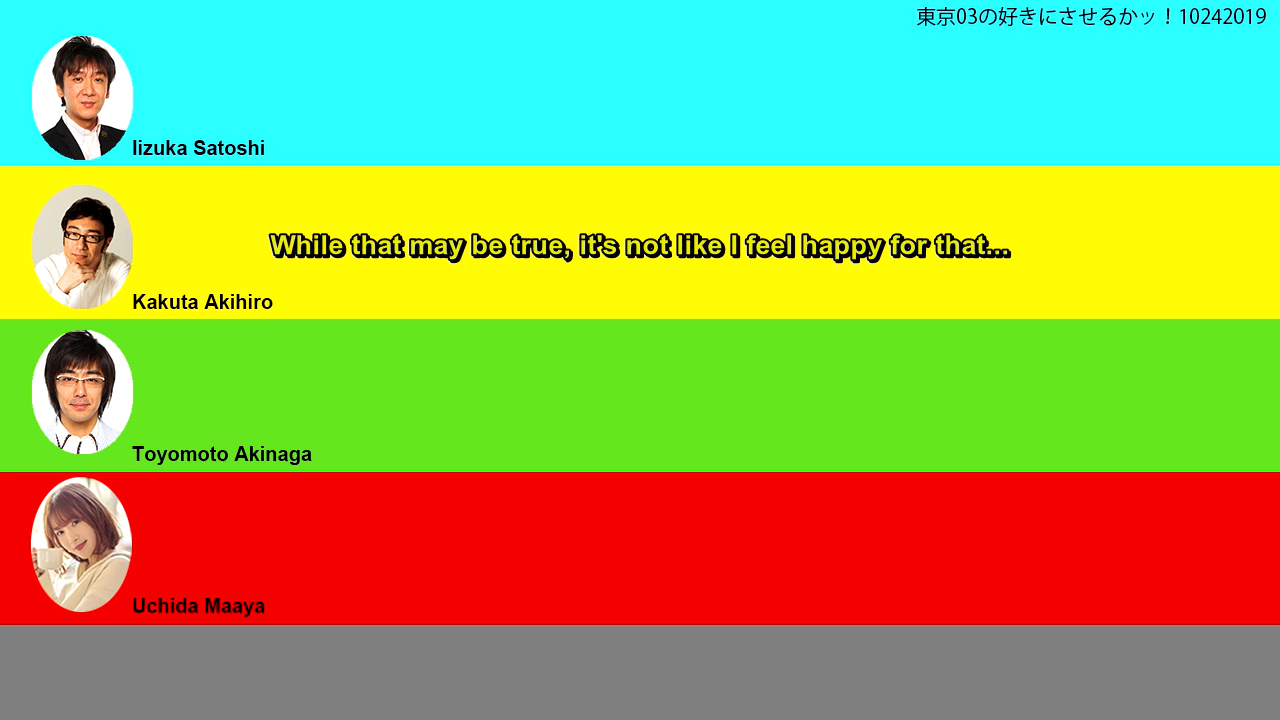 東京03の好きにさせるかッ！10242019
Iizuka Satoshi
While that may be true, it's not like I feel happy for that...
Kakuta Akihiro
Toyomoto Akinaga
Uchida Maaya